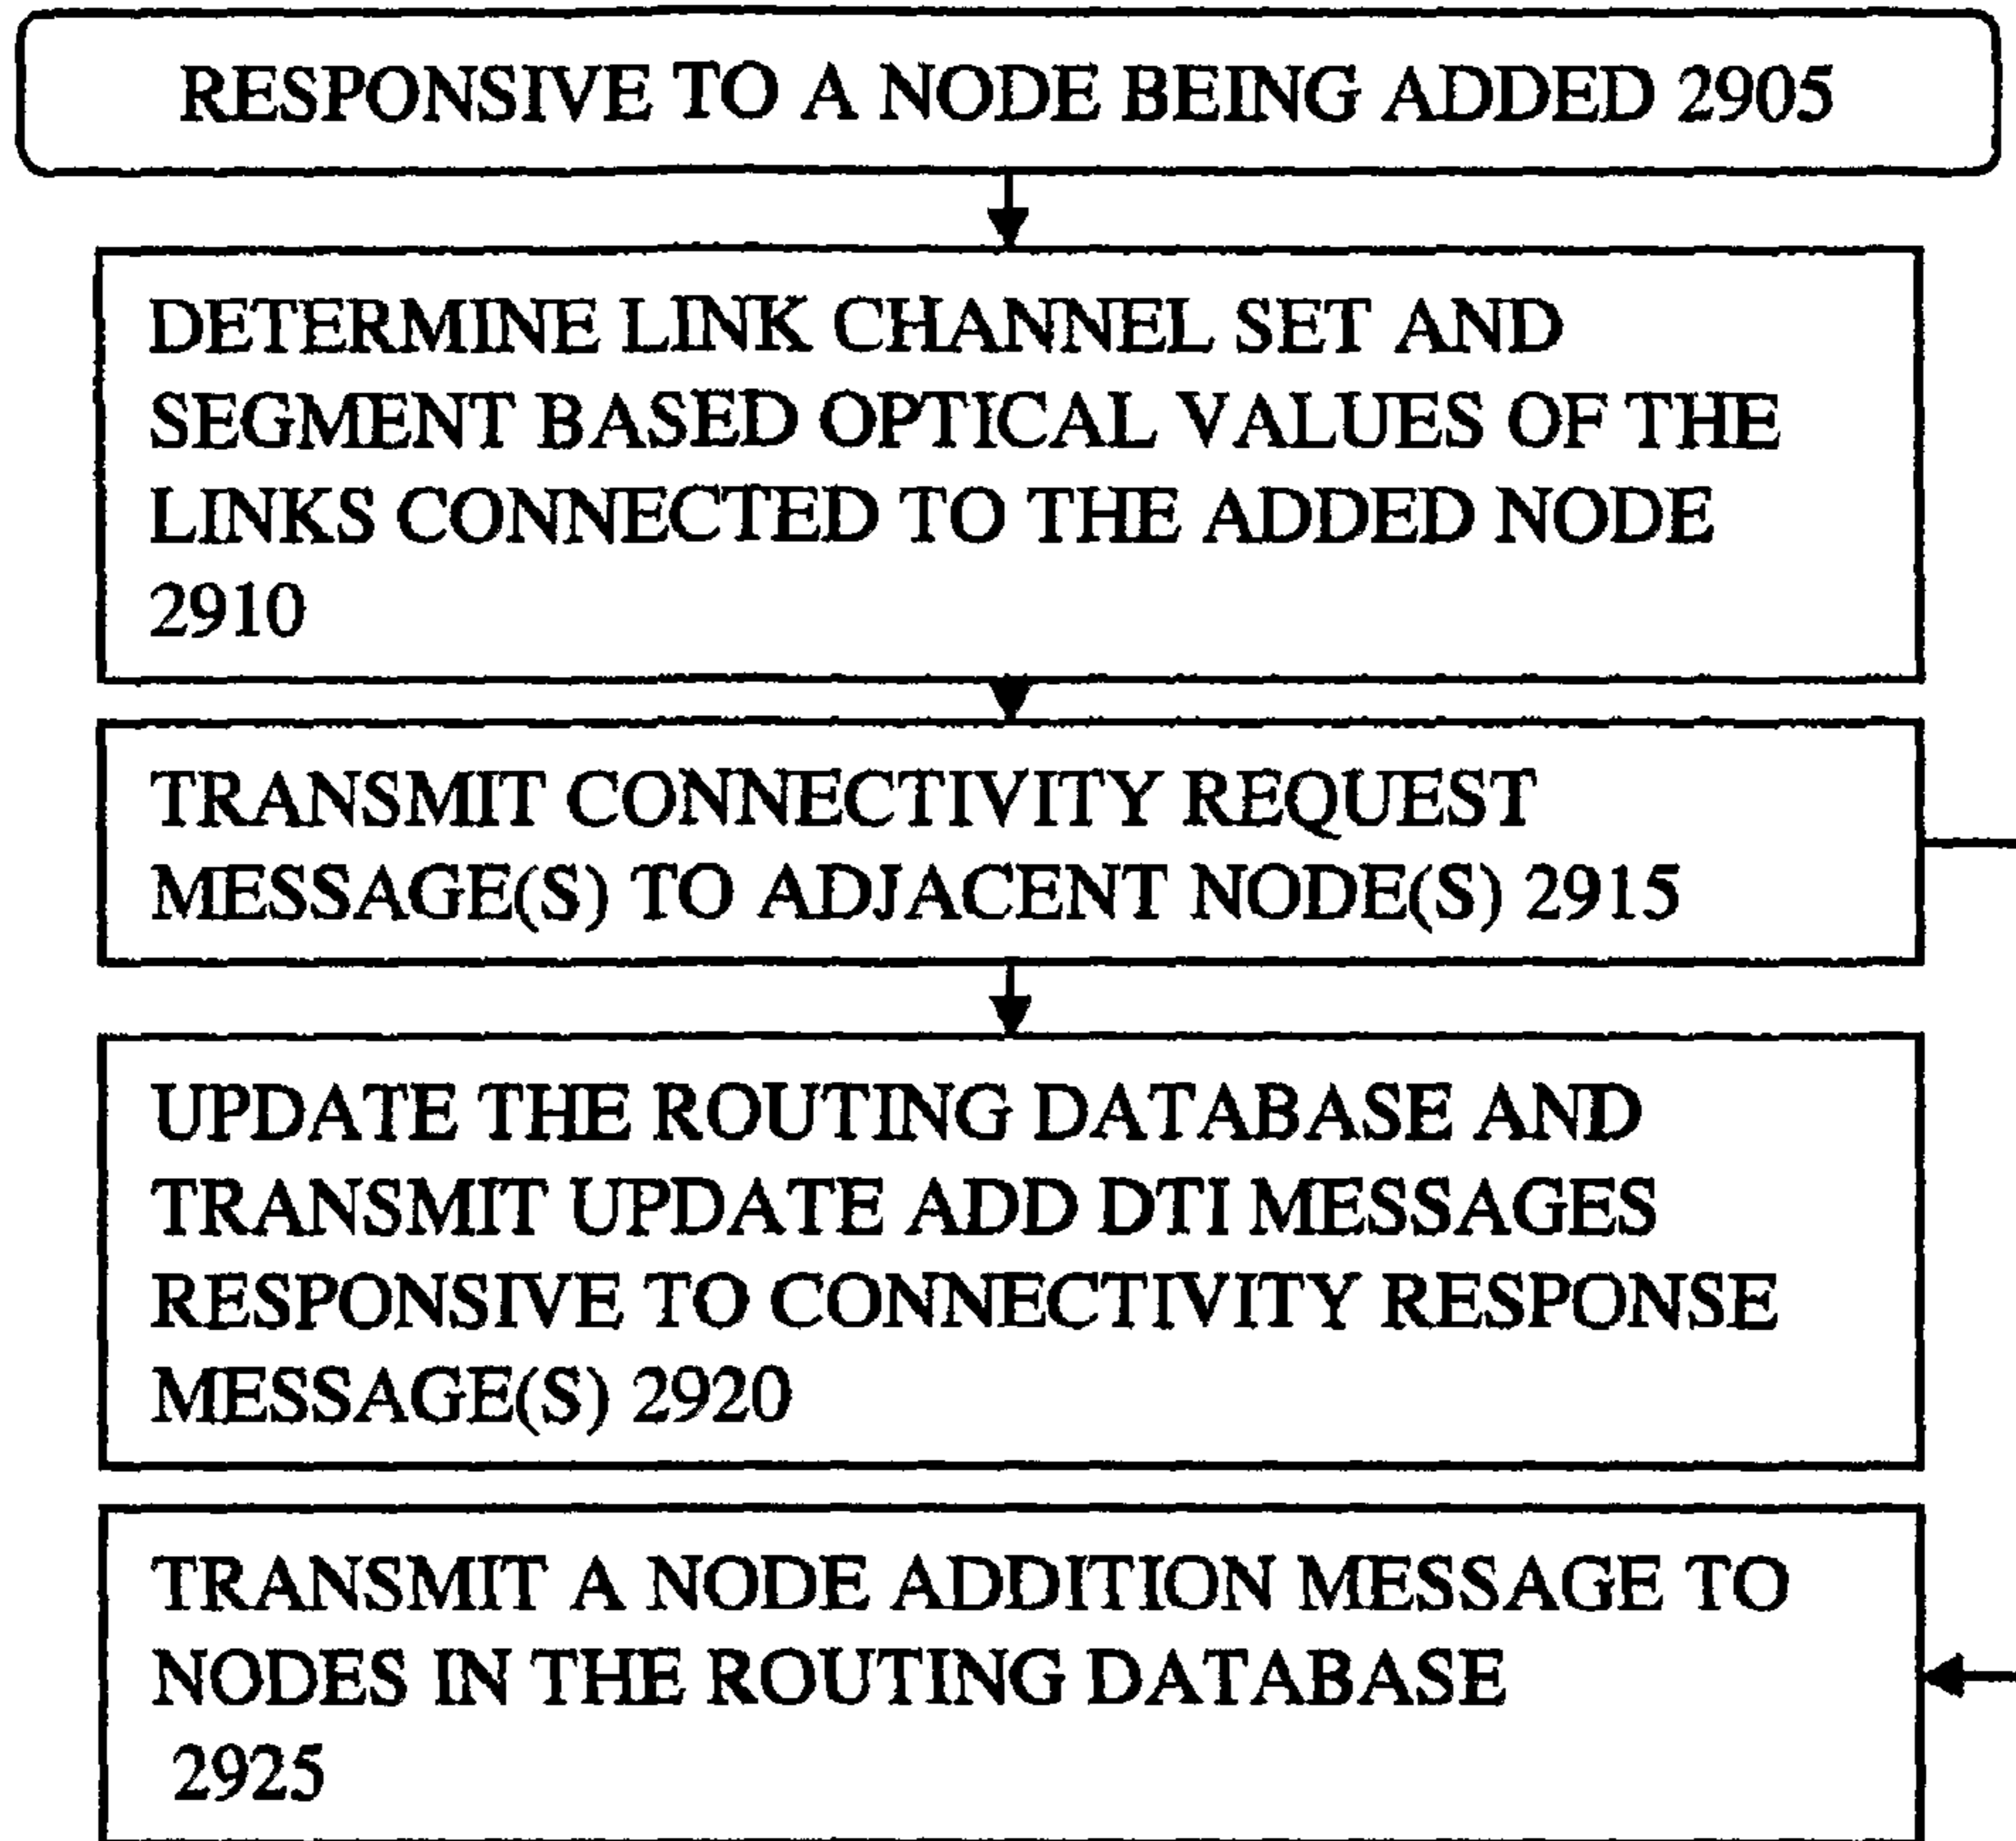 RESPONSIVE TO A NODE BEING ADDED 2905
DETERMINE LINK CHANNEL SET AND
SEGMENT BASED OPTICAL VALUES OF THE
LINKS CONNECTED TO THE ADDED NODE
2910
TRANSMIT CONNECTIVITY REQUEST
MESSAGE(S) TO ADJACENT NODE(S) 2915
UPDATE THE ROUTING DATABASE AND
TRANSMIT UPDATE ADD DTI MESSAGES
RESPONSIVE TO CONNECTIVITY RESPONSE
MESSAGE(S) 2920
TRANSMIT A NODE ADDITION MESSAGE TO
NODES IN THE ROUTING DATABASE
2925